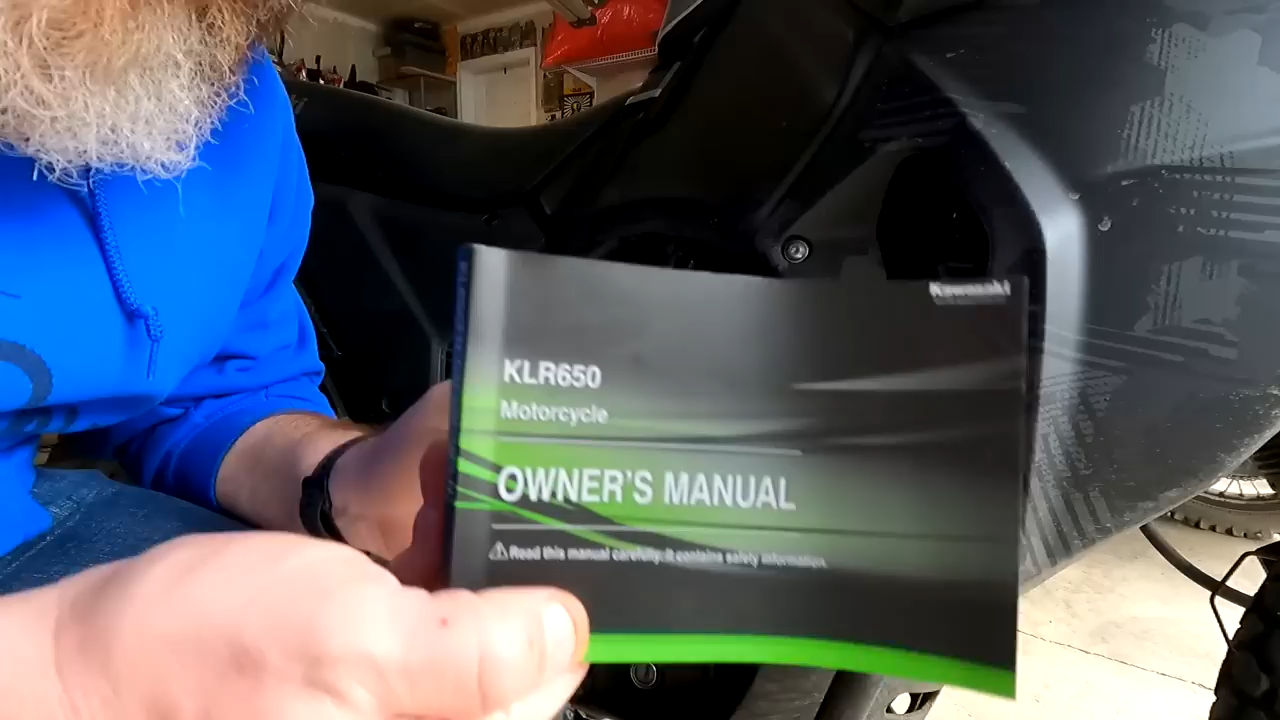 Kawasaki
KLR650
Motorcycle
OWNER'S MANUAL
Read this manual carefully. It contains safety information.